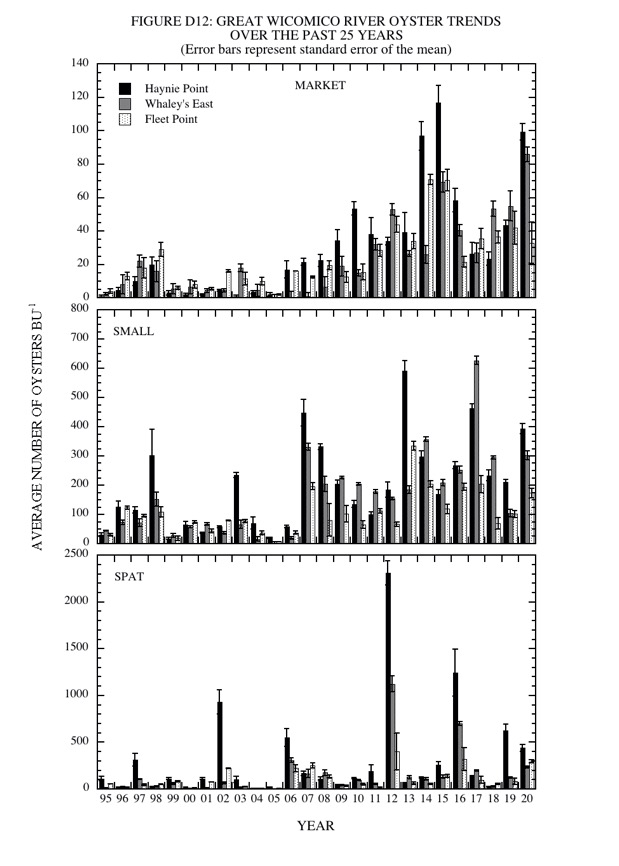 FIGURE D12: GREAT WICOMICO RIVER OYSTER TRENDS
OVER THE PAST 25 YEARS
(Error bars represent standard error of the mean)
140
120
100
80
60
40
20
0
MARKET
Haynie Point
Whaley's East
Fleet Point
800
700
600
500
400
300
200
100
0
SMALL
AVERAGE NUMBER OF OYSTERS BU-1
2500
2000
1500
1000
500
0
SPAT
95 96 97 98 99 00 01 02 03 04 05 06 07 08 09 10 11 12 13 14 15 16 17 18 19 20
YEAR